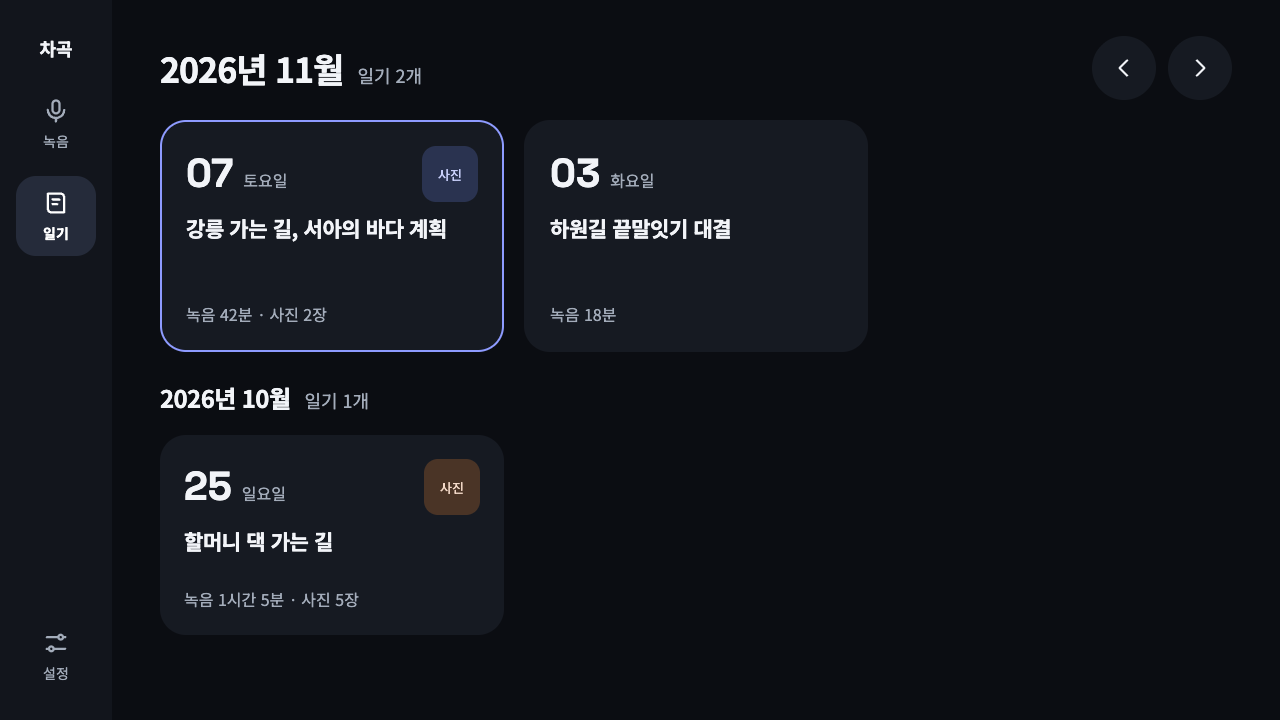 차곡
녹음
일기
설정
2026년 11월 일기 2개
07 토요일 사진
강릉 가는 길, 서아의 바다 계획
녹음 42분 · 사진 2장
03 화요일
하원길 끝말잇기 대결
녹음 18분
2026년 10월 일기 1개
25 일요일 사진
할머니 댁 가는 길
녹음 1시간 5분 · 사진 5장